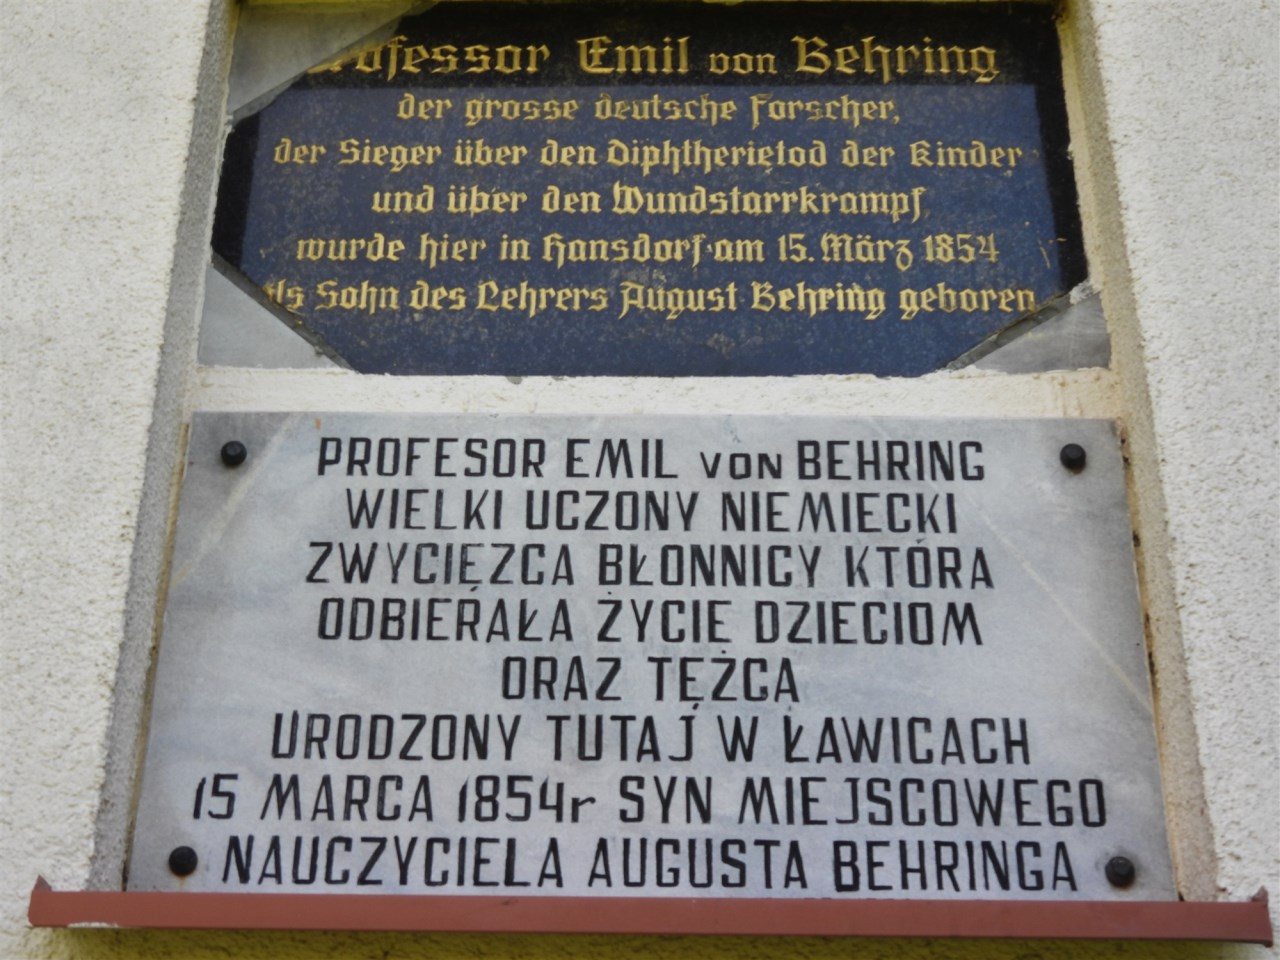 Professor Emil von Behring
der grosse deutsche Forscher,
der Sieger über den Diphtherietod der Kinder
und über den Wundstarrkrampf
wurde hier in Hansdorf am 15. März 1854
als Sohn des Lehrers August Behring geboren
PROFESOR EMIL von BEHRING
WIELKI UCZONY NIEMIECKI
ZWYCIĘZCA BŁONNICY KTÓRA
ODBIERAŁA ŻYCIE DZIECIOM
ORAZ TĘŻCA
URODZONY TUTAJ W ŁAWICACH
15 MARCA 1854r SYN MIEJSCOWEGO
NAUCZYCIELA AUGUSTA BEHRINGA